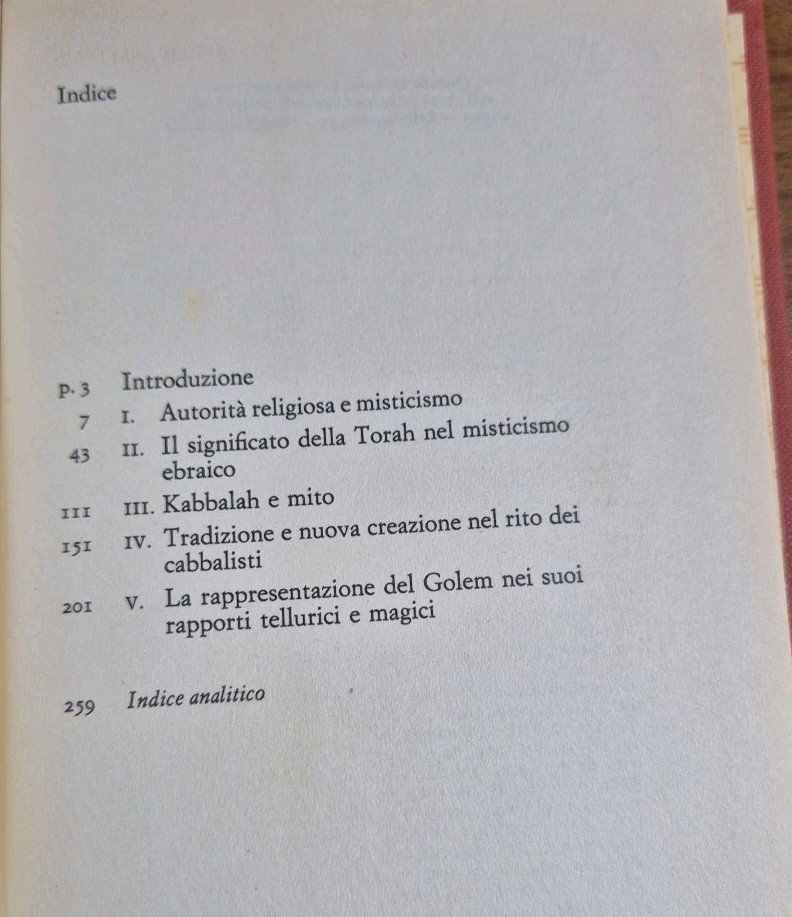 Indice
p. 3 Introduzione
7 I. Autorità religiosa e misticismo
43 II. Il significato della Torah nel misticismo
ebraico
111 III. Kabbalah e mito
151 IV. Tradizione e nuova creazione nel rito dei
cabbalisti
201 V. La rappresentazione del Golem nei suoi
rapporti tellurici e magici
259 Indice analitico